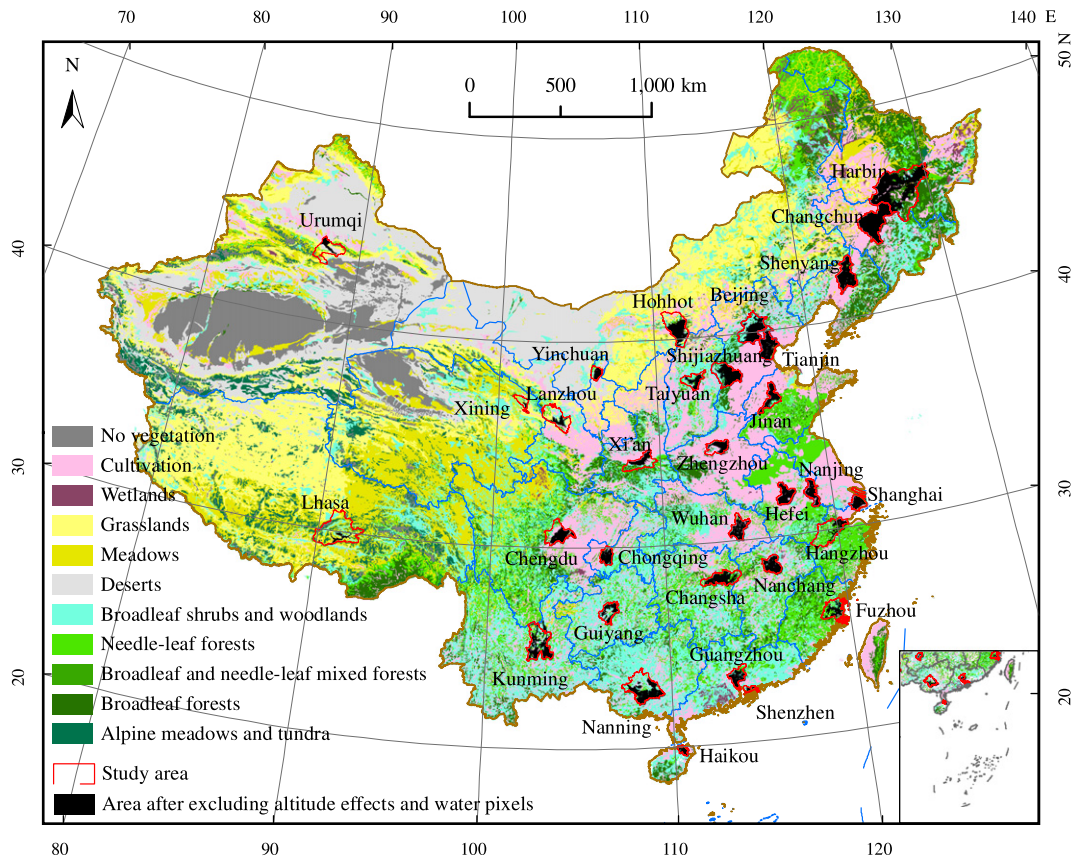 70 80 90 100 110 120 130 140 E
50 N
N
0 500 1,000 km
Harbin
Changchun
Urumqi
40
40
Shenyang
Hohhot
Beijing
Yinchuan
Shijiazhuang
Tianjin
Xining
Lanzhou
Taiyuan
Jinan
Xi'an
Zhengzhou
30
30
Nanjing
Shanghai
Lhasa
Wuhan
Hefei
Hangzhou
Chengdu
Chongqing
Nanchang
Changsha
Fuzhou
Guiyang
Guangzhou
20
20
Kunming
Nanning
Shenzhen
Haikou
No vegetation
Cultivation
Wetlands
Grasslands
Meadows
Deserts
Broadleaf shrubs and woodlands
Needle-leaf forests
Broadleaf and needle-leaf mixed forests
Broadleaf forests
Alpine meadows and tundra
Study area
Area after excluding altitude effects and water pixels
80 90 100 110 120